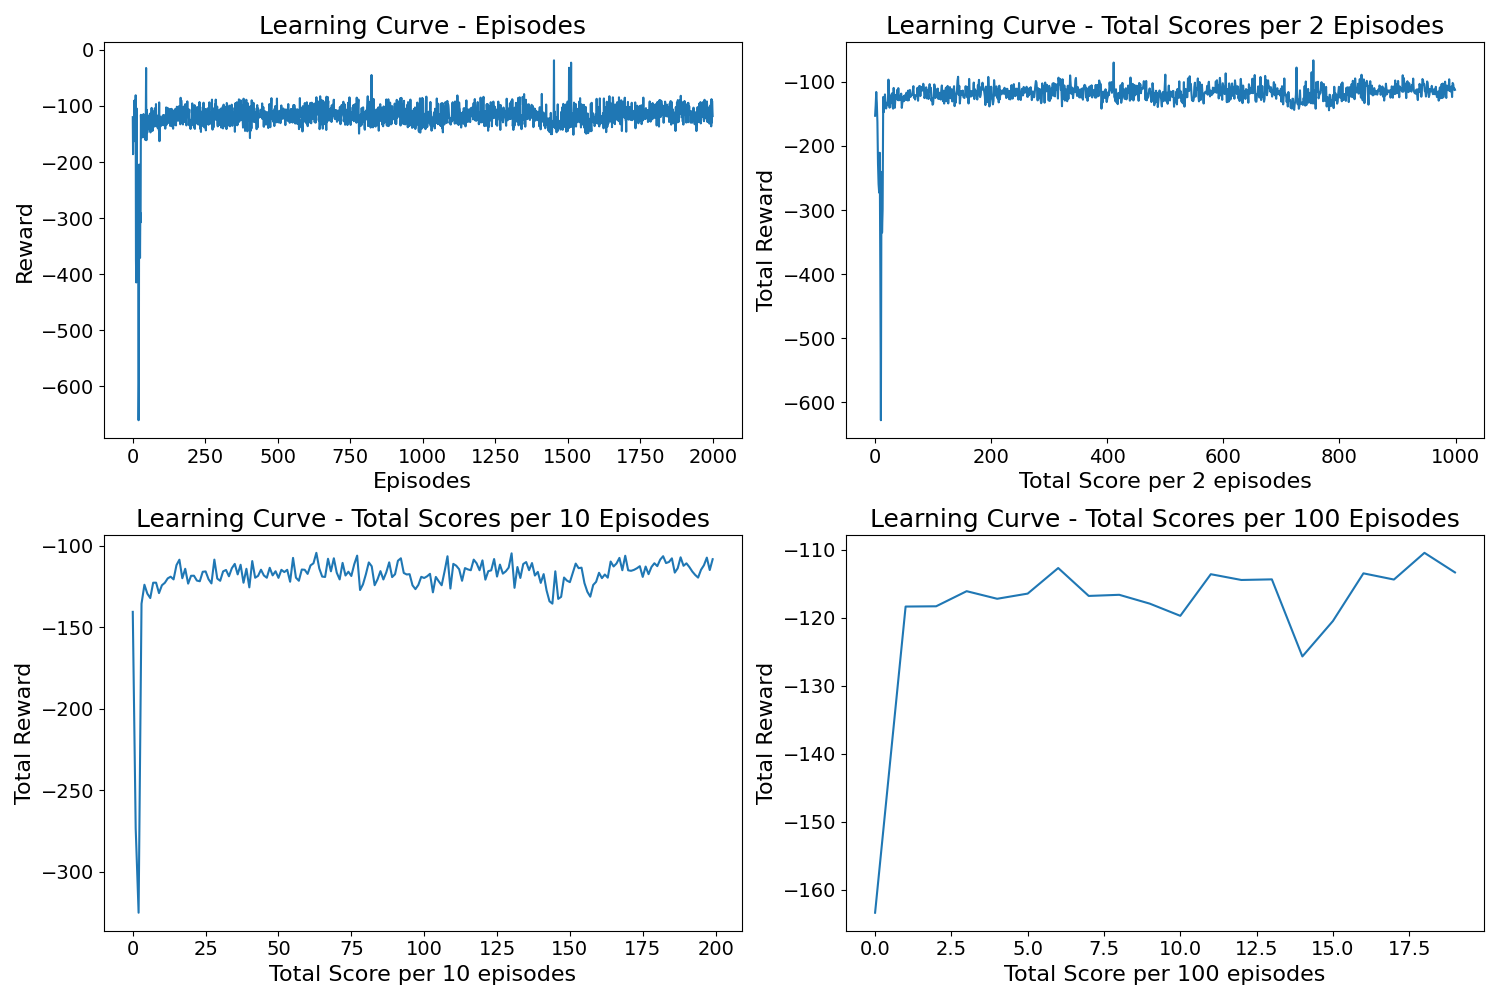 Learning Curve - Episodes
0
−100
−200
−300
−400
−500
−600
Reward
0 250 500 750 1000 1250 1500 1750 2000
Episodes
Learning Curve - Total Scores per 2 Episodes
−100
−200
−300
−400
−500
−600
Total Reward
0 200 400 600 800 1000
Total Score per 2 episodes
Learning Curve - Total Scores per 10 Episodes
−100
−150
−200
−250
−300
Total Reward
0 25 50 75 100 125 150 175 200
Total Score per 10 episodes
Learning Curve - Total Scores per 100 Episodes
−110
−120
−130
−140
−150
−160
Total Reward
0.0 2.5 5.0 7.5 10.0 12.5 15.0 17.5
Total Score per 100 episodes